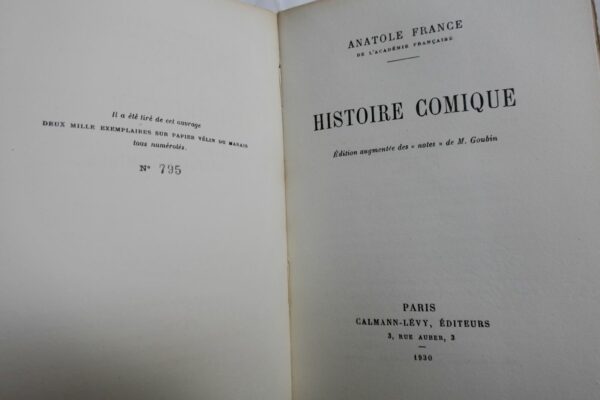 Il a été tiré de cet ouvrage
DEUX MILLE EXEMPLAIRES SUR PAPIER VÉLIN DU MARAIS
tous numérotés.
N° 795
ANATOLE FRANCE
DE L'ACADÉMIE FRANÇAISE
HISTOIRE COMIQUE
Édition augmentée des « notes » de M. Goubin
PARIS
CALMANN-LÉVY, ÉDITEURS
3, RUE AUBER, 3
1930